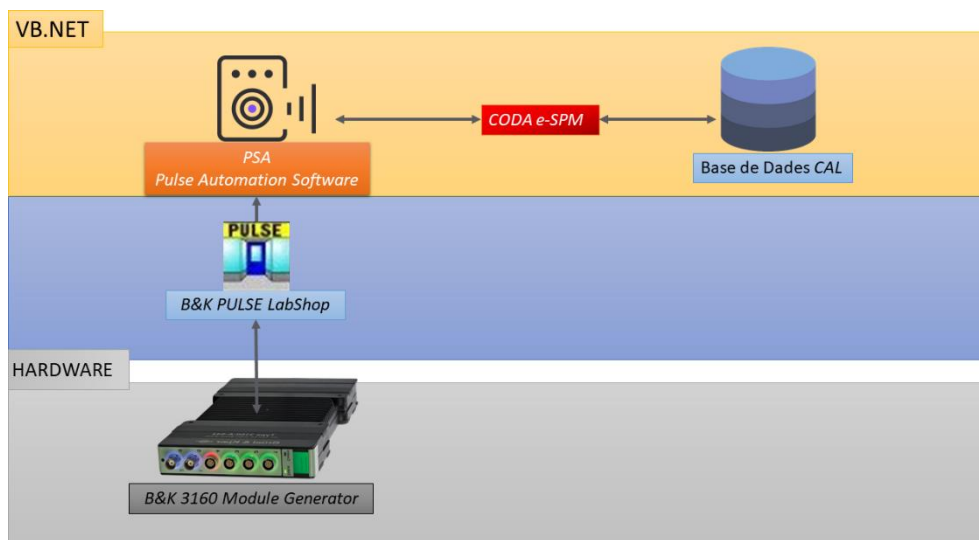 VB.NET
CODA e-SPM
PSA
Pulse Automation Software
Base de Dades CAL
PULSE
B&K PULSE LabShop
HARDWARE
B&K 3160 Module Generator